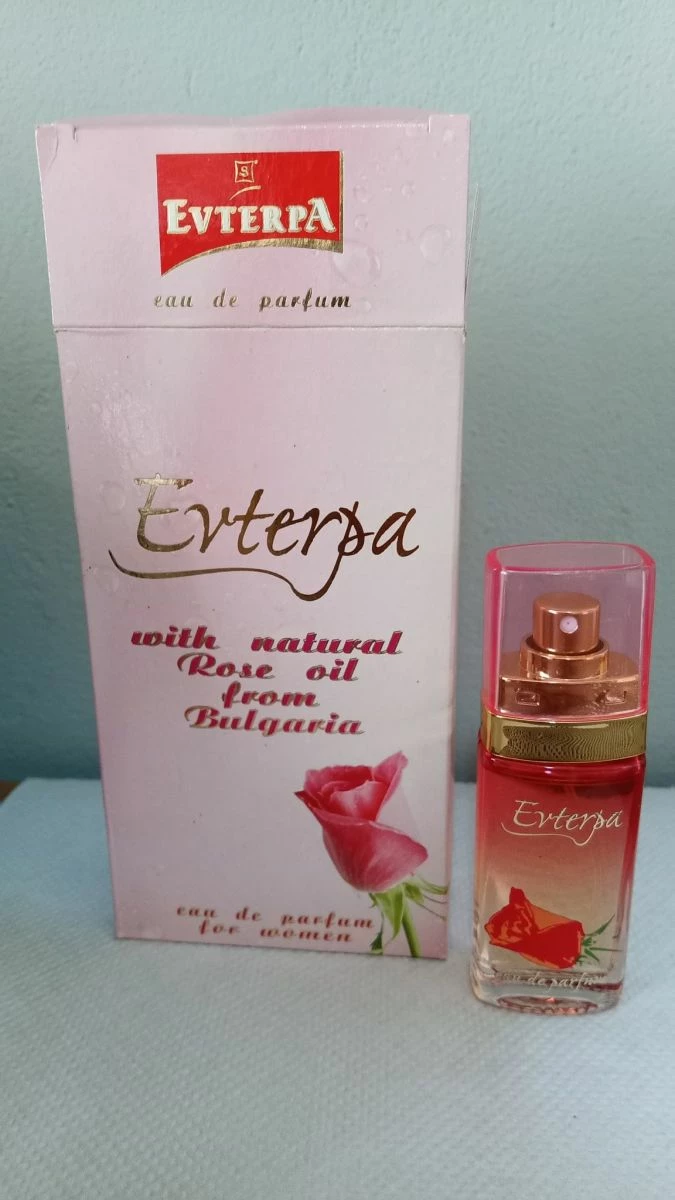 EVTERPA
eau de parfum
Evterpa
with natural
Rose oil
from
Bulgaria
eau de parfum
for women
Evterpa
eau de parfum